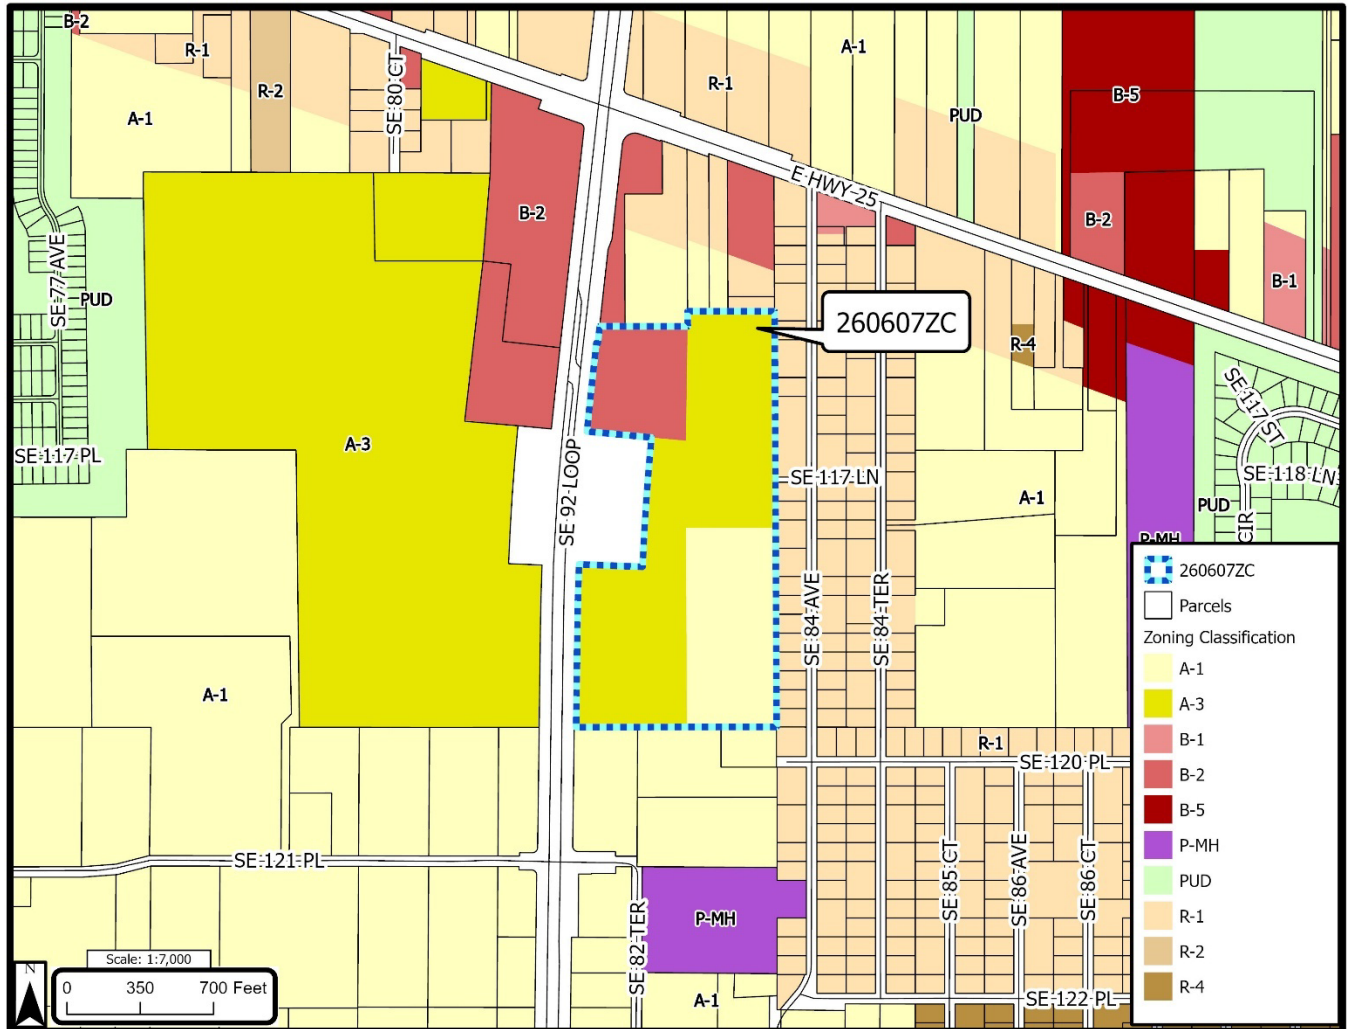 B-2
R-1
A-1
R-2
SE 80 CT
A-1
R-1
PUD
B-5
E HWY 25
B-2
B-2
SE 77 AVE
PUD
B-1
260607ZC
R-4
SE 117 ST
SE 117 PL
A-3
SE 92 LOOP
SE 117 LN
A-1
SE 118 LN
PUD
CIR
P-MH
SE 84 AVE
SE 84 TER
A-1
R-1
SE 120 PL
SE 121 PL
SE 82 TER
P-MH
SE 85 CT
SE 86 AVE
SE 86 CT
A-1
SE 122 PL
260607ZC
Parcels
Zoning Classification
A-1
A-3
B-1
B-2
B-5
P-MH
PUD
R-1
R-2
R-4
N
Scale: 1:7,000
0 350 700 Feet